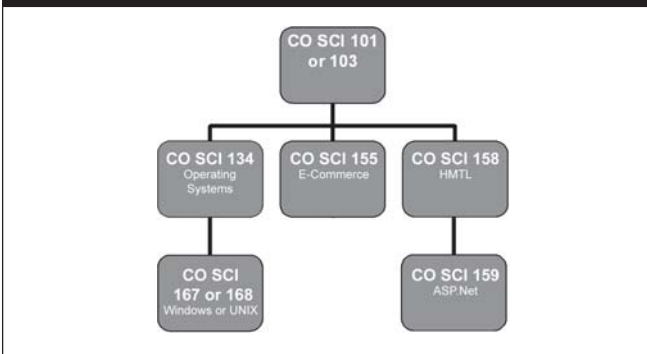 CO SCI 101
or 103
CO SCI 134
Operating
Systems
CO SCI 155
E-Commerce
CO SCI 158
HMTL
CO SCI
167 or 168
Windows or UNIX
CO SCI 159
ASP.Net